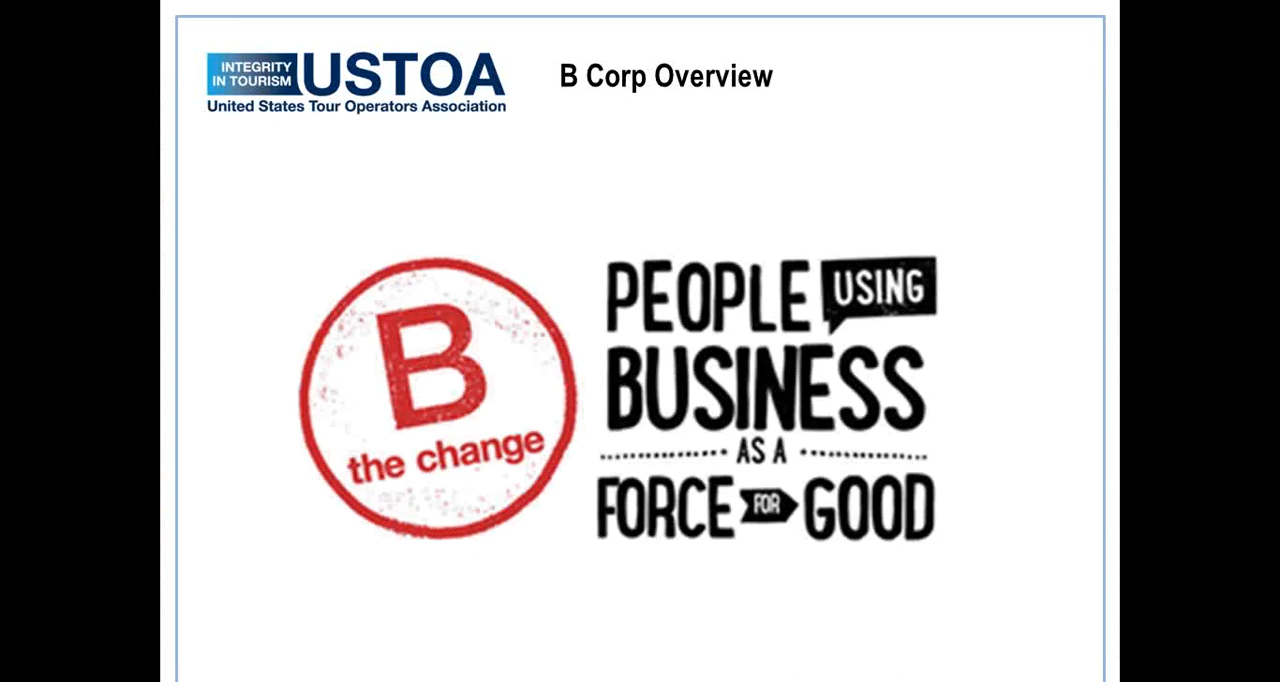 INTEGRITY
IN TOURISM
USTOA
United States Tour Operators Association
B Corp Overview
B
the change
PEOPLE USING
BUSINESS
AS A
FORCE FOR GOOD